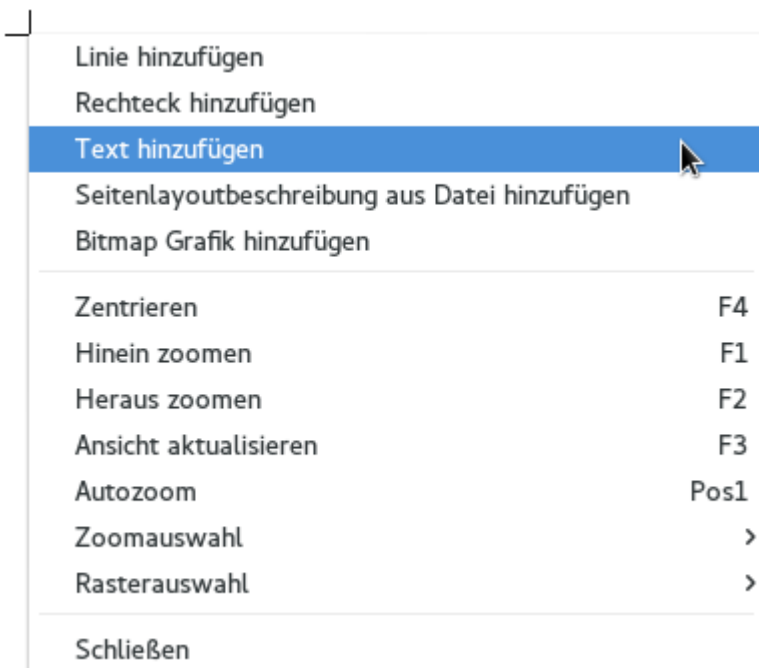 Linie hinzufügen
Rechteck hinzufügen
Text hinzufügen
Seitenlayoutbeschreibung aus Datei hinzufügen
Bitmap Grafik hinzufügen
Zentrieren F4
Hinein zoomen F1
Heraus zoomen F2
Ansicht aktualisieren F3
Autozoom Pos1
Zoomauswahl
Rasterauswahl
Schließen